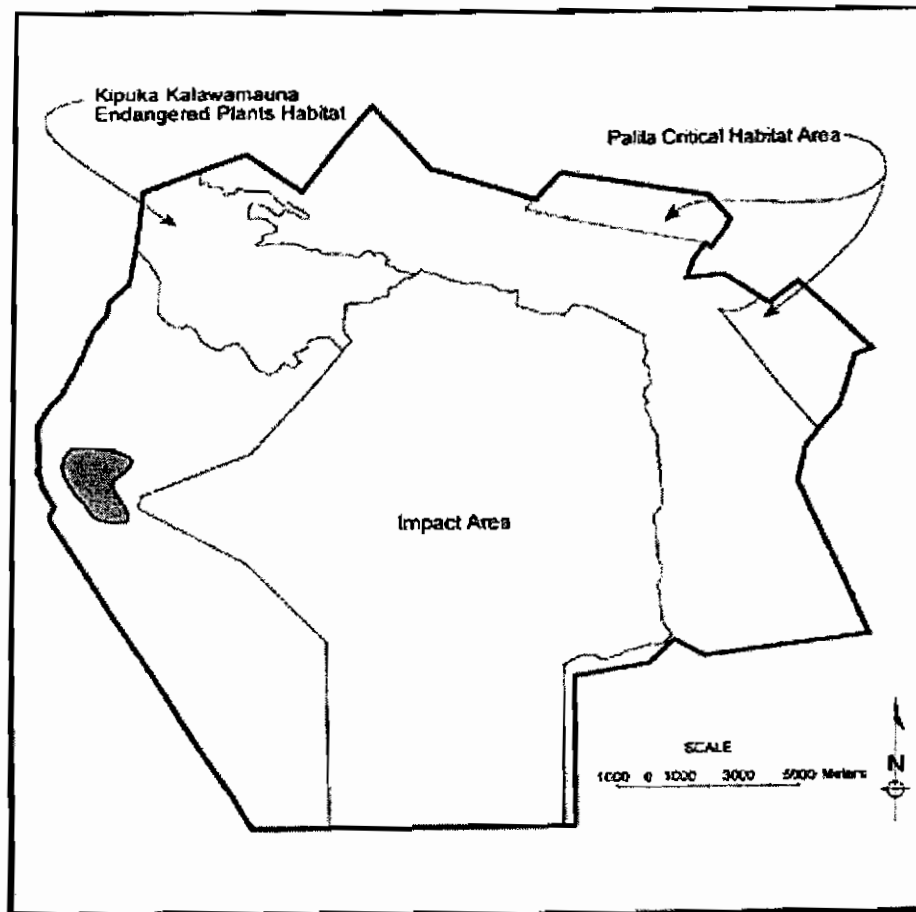 Kipuka Kalawamauna
Endangered Plants Habitat
Palila Critical Habitat Area
Impact Area
SCALE
1000 0 1000 3000 5000 Meters
N